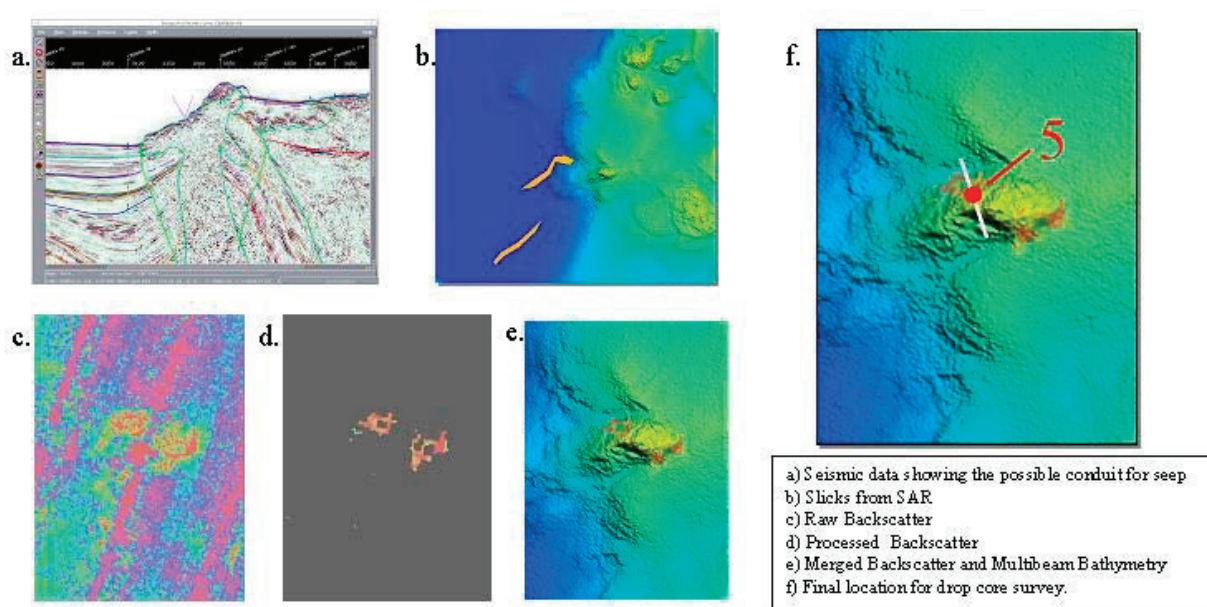 a.
b.
f.
5
c.
d.
e.
a) Seismic data showing the possible conduit for seep
b) Slicks from SAR
c) Raw Backscatter
d) Processed Backscatter
e) Merged Backscatter and Multibeam Bathymetry
f) Final location for drop core survey.